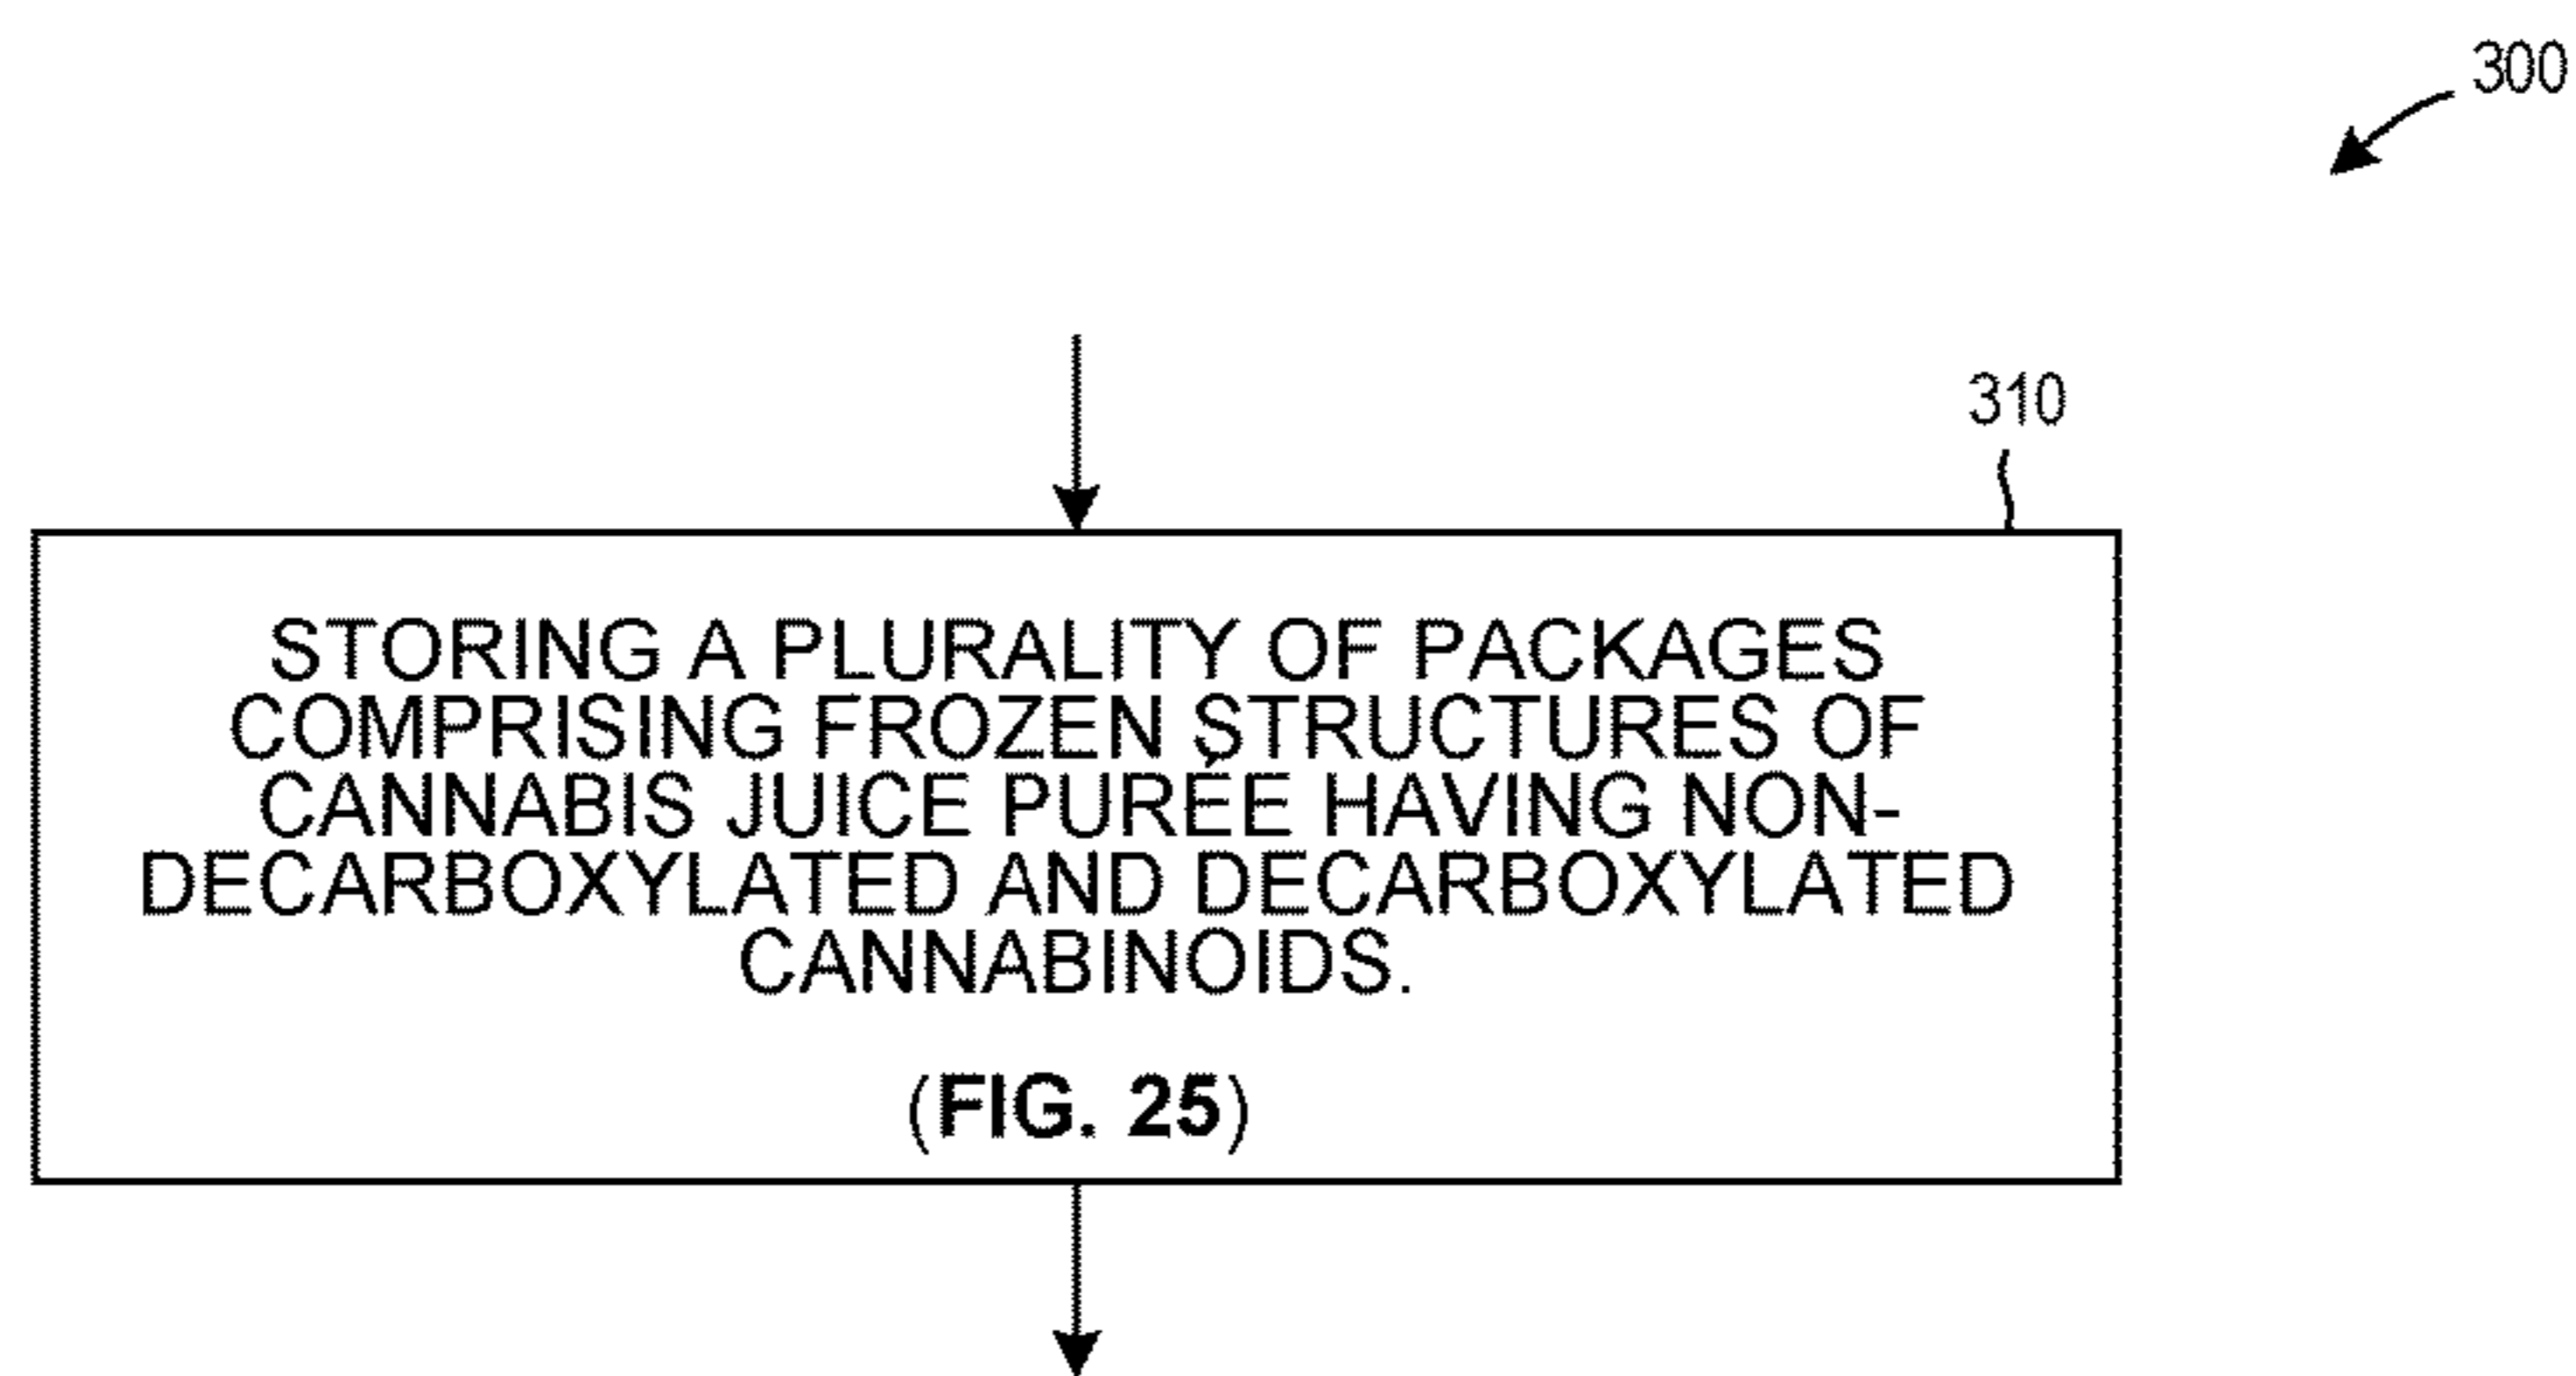 300
310
STORING A PLURALITY OF PACKAGES
COMPRISING FROZEN STRUCTURES OF
CANNABIS JUICE PURÉE HAVING NON-
DECARBOXYLATED AND DECARBOXYLATED
CANNABINOIDS.
(FIG. 25)